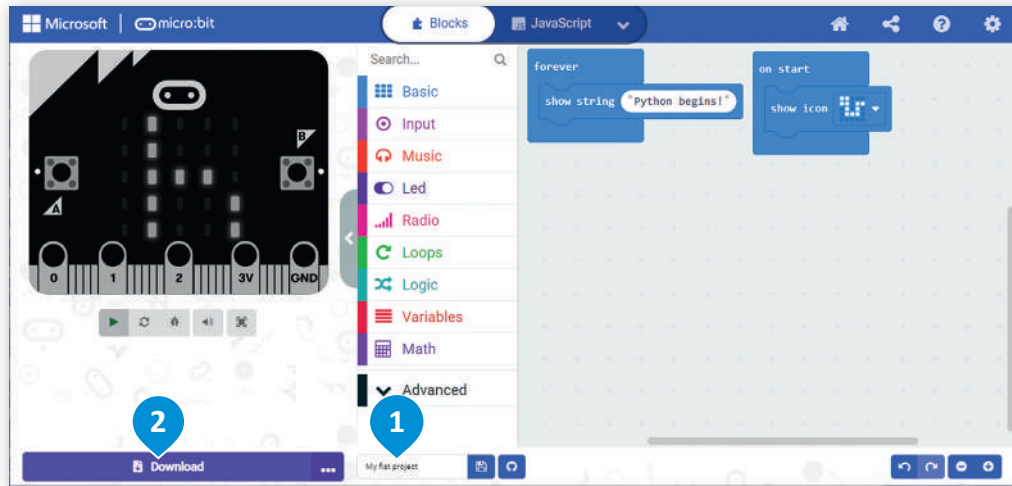 Microsoft | micro:bit
Blocks
JavaScript
Search...
Basic
Input
Music
Led
Radio
Loops
Logic
Variables
Math
Advanced
forever
show string "Python begins!"
on start
show icon
B
A
0 1 2 3V GND
2
1
Download ...
My fist project